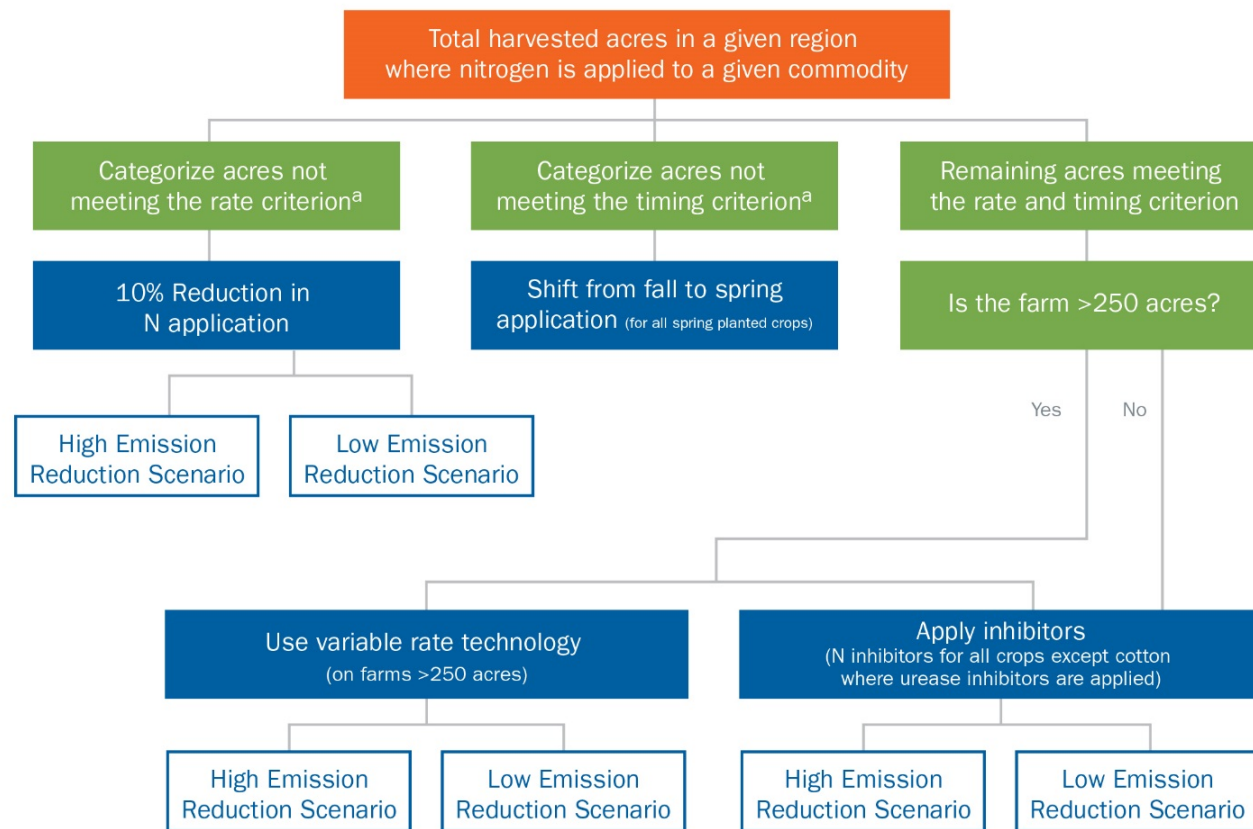 Total harvested acres in a given region
where nitrogen is applied to a given commodity
Categorize acres not
meeting the rate criterionᵃ
Categorize acres not
meeting the timing criterionᵃ
Remaining acres meeting
the rate and timing criterion
10% Reduction in
N application
Shift from fall to spring
application (for all spring planted crops)
Is the farm >250 acres?
High Emission
Reduction Scenario
Low Emission
Reduction Scenario
Yes
No
Use variable rate technology
(on farms >250 acres)
Apply inhibitors
(N inhibitors for all crops except cotton
where urease inhibitors are applied)
High Emission
Reduction Scenario
Low Emission
Reduction Scenario
High Emission
Reduction Scenario
Low Emission
Reduction Scenario